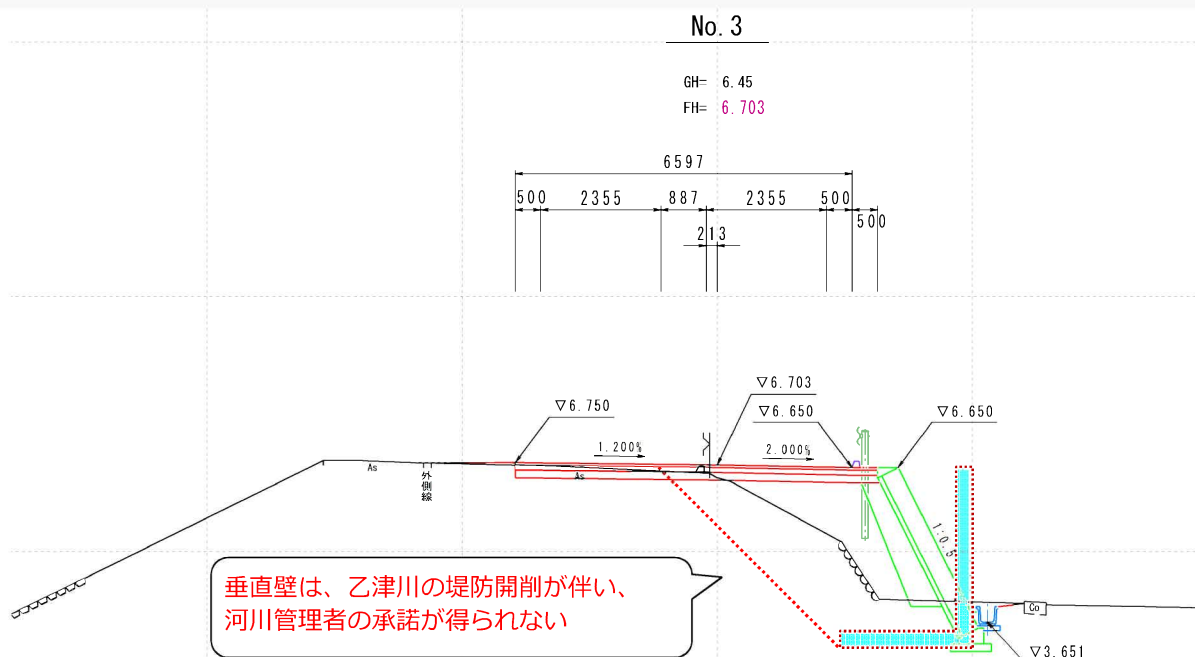 No. 3
GH= 6.45
FH= 6.703
6597
500 2355 887 2355 500
500
213
▽6.703
▽6.750 ▽6.650 ▽6.650
1.200% 2.000%
As
外側線
As
1:0.5
垂直壁は、乙津川の堤防開削が伴い、
河川管理者の承諾が得られない
Co
▽3.651